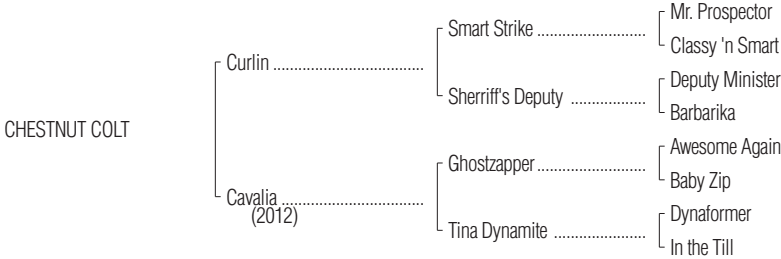 Mr. Prospector
Smart Strike ..........................
Classy 'n Smart
Curlin ....................................
Deputy Minister
Sherriff's Deputy ..................
Barbarika
CHESTNUT COLT
Awesome Again
Ghostzapper ..........................
Baby Zip
Cavalia ..................................
(2012)
Dynaformer
Tina Dynamite ......................
In the Till